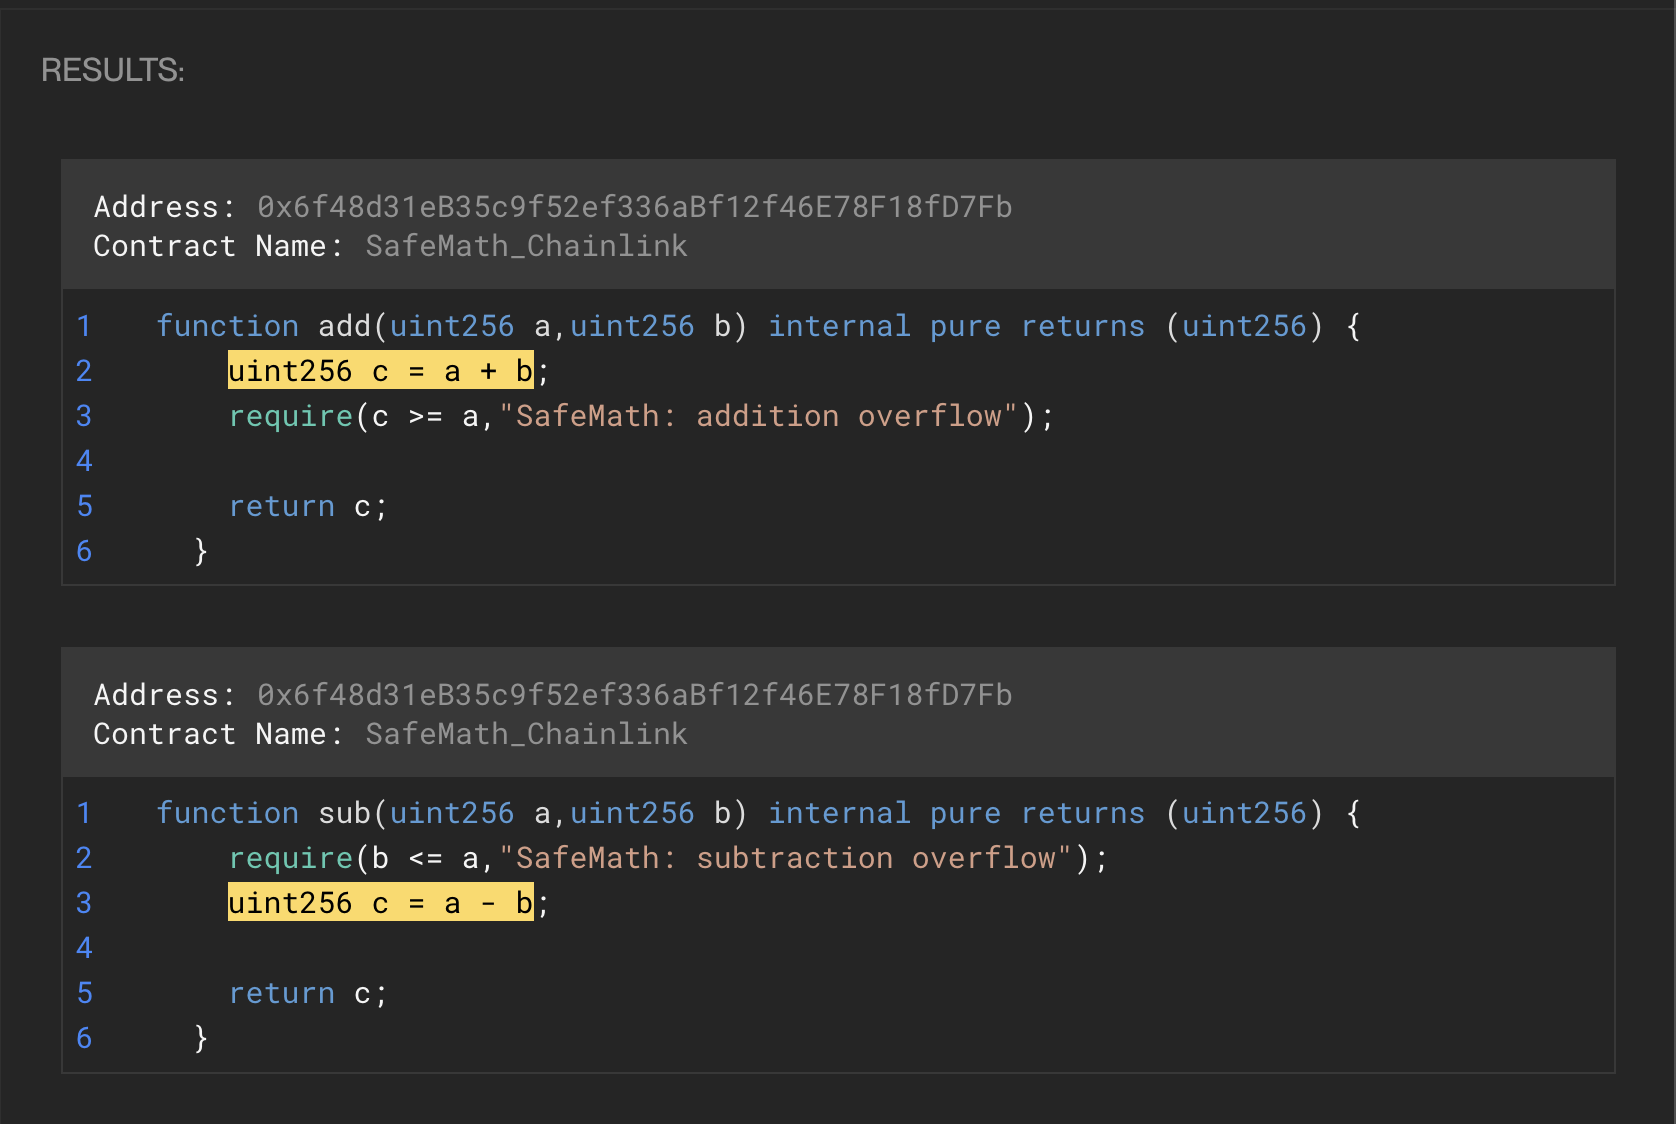 RESULTS:
Address: 0x6f48d31eB35c9f52ef336aBf12f46E78F18fD7Fb
Contract Name: SafeMath_Chainlink
1 function add(uint256 a,uint256 b) internal pure returns (uint256) {
2 uint256 c = a + b;
3 require(c >= a,"SafeMath: addition overflow");
4
5 return c;
6 }
Address: 0x6f48d31eB35c9f52ef336aBf12f46E78F18fD7Fb
Contract Name: SafeMath_Chainlink
1 function sub(uint256 a,uint256 b) internal pure returns (uint256) {
2 require(b <= a,"SafeMath: subtraction overflow");
3 uint256 c = a - b;
4
5 return c;
6 }